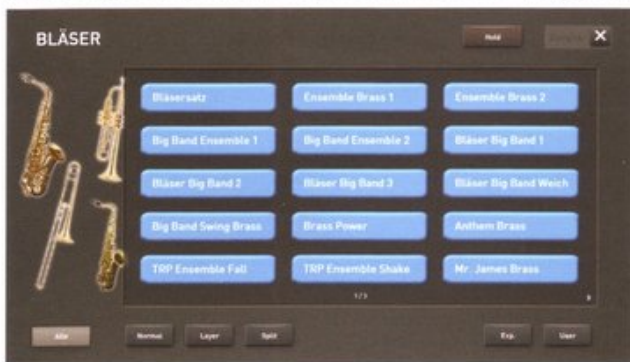 BLÄSER
Hold
Bläsersatz Ensemble Brass 1 Ensemble Brass 2
Big Band Ensemble 1 Big Band Ensemble 2 Bläser Big Band 1
Bläser Big Band 2 Bläser Big Band 3 Bläser Big Band Weich
Big Band Swing Brass Brass Power Anthem Brass
TRP Ensemble Fall TRP Ensemble Shake Mr. James Brass
1/3
Alle Normal Layer Split Exp. User